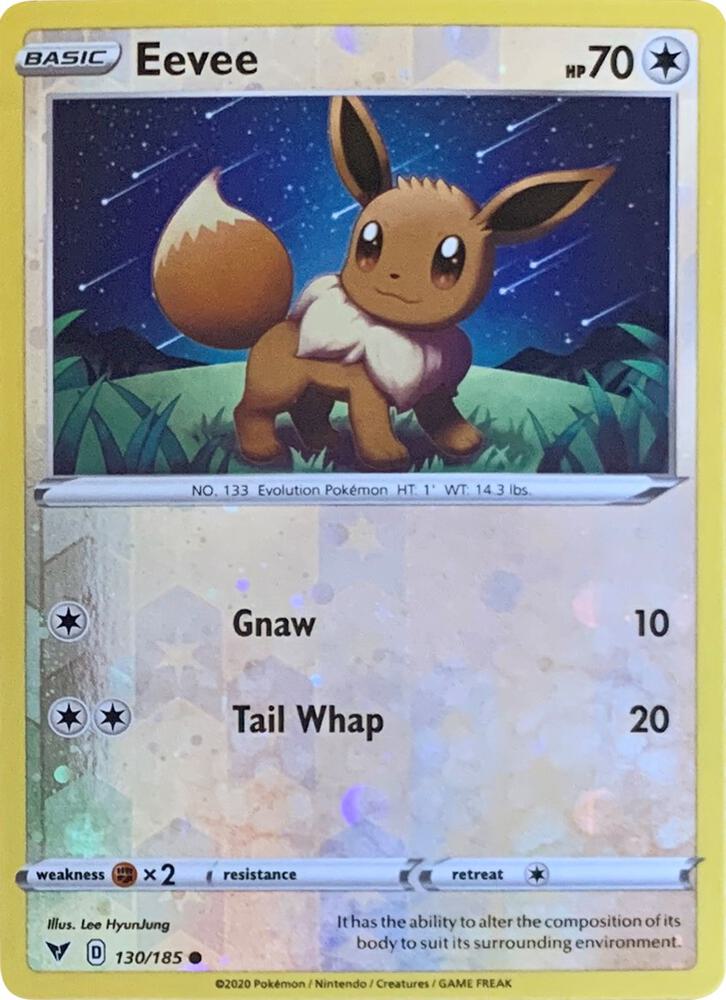 BASIC Eevee HP70
NO. 133 Evolution Pokémon HT: 1' WT: 14.3 lbs.
Gnaw 10
Tail Whap 20
weakness ×2 resistance retreat
Illus. Lee HyunJung
It has the ability to alter the composition of its
body to suit its surrounding environment.
D 130/185
©2020 Pokémon / Nintendo / Creatures / GAME FREAK